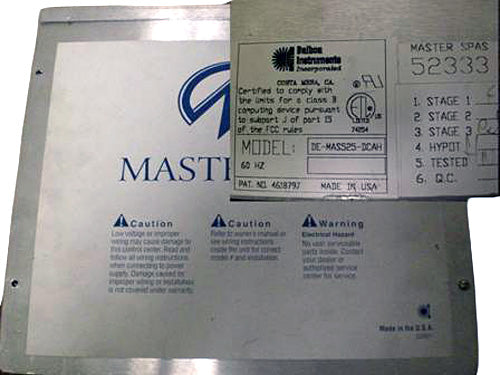 Balboa
Instruments
Incorporated
COSTA MESA, CA.
Certified to comply with
the limits for a class B
computing device pursuant
to subpart J of part 15
of the FCC rules
LISTED
74204
MODEL: DE-MAS525-DCAH
60 HZ
PAT. NO. 4618797 MADE IN USA
MASTER SPAS
52333
1. STAGE 1
2. STAGE 2
3. STAGE 3
4. HYPOT
5. TESTED
6. Q.C.
MAST
Caution
Low voltage or improper
wiring may cause damage to
this control center. Read and
follow all wiring instructions
when connecting to power
supply. Damage caused by
improper wiring or installation
is not covered under warranty.
Caution
Refer to owner's manual or
see wiring instructions
inside the unit for correct
model # and installation.
Warning
Electrical Hazard
No user serviceable
parts inside. Contact
your dealer or
authorized service
center for service.
Made in the U.S.A.